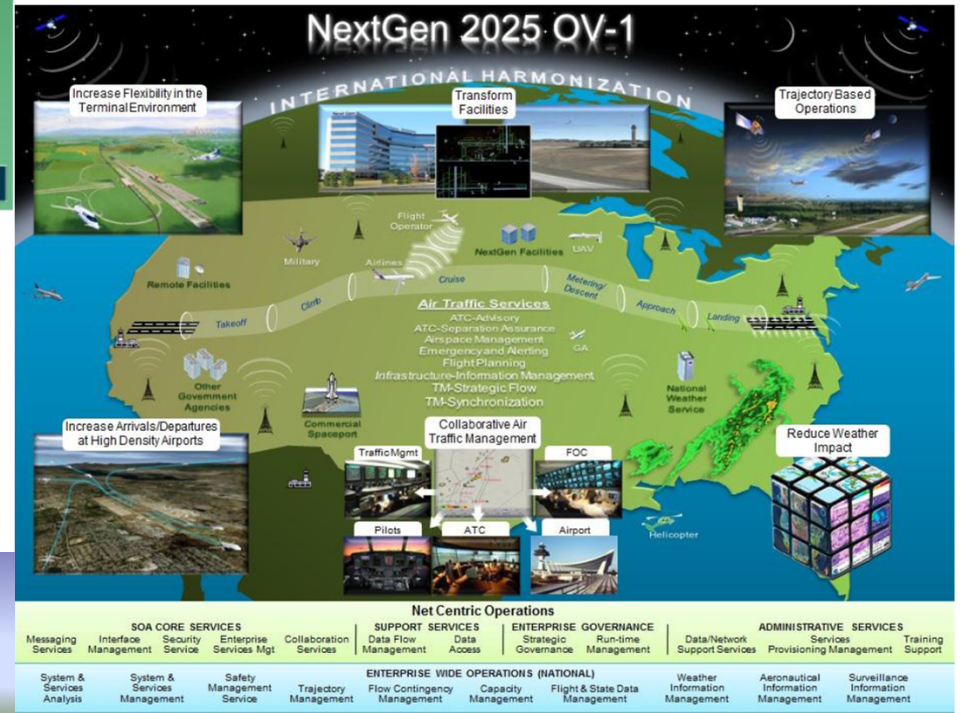 NextGen 2025 OV-1
INTERNATIONAL HARMONIZATION
Increase Flexibility in the
Terminal Environment
Transform
Facilities
Trajectory Based
Operations
Flight
Operator
Military
Airlines
NextGen Facilities
UAV
Remote Facilities
Takeoff
Climb
Cruise
Metering/
Descent
Approach
Landing
Air Traffic Services
ATC-Advisory
ATC-Separation Assurance
Airspace Management
Emergency and Alerting
Flight Planning
Infrastructure-Information Management
TM-Strategic Flow
TM-Synchronization
GA
Other
Government
Agencies
Commercial
Spaceport
National
Weather
Service
Increase Arrivals/Departures
at High Density Airports
Collaborative Air
Traffic Management
Reduce Weather
Impact
Traffic Mgmt
FOC
Pilots
ATC
Airport
Helicopter
Net Centric Operations
SOA CORE SERVICES
Messaging
Services
Interface
Management
Security
Service
Enterprise
Services Mgt
Collaboration
Services
SUPPORT SERVICES
Data Flow
Management
Data
Access
ENTERPRISE GOVERNANCE
Strategic
Governance
Run-time
Management
ADMINISTRATIVE SERVICES
Data/Network
Support Services
Services
Provisioning Management
Training
Support
ENTERPRISE WIDE OPERATIONS (NATIONAL)
System &
Services
Analysis
System &
Services
Management
Safety
Management
Service
Trajectory
Management
Flow Contingency
Management
Capacity
Management
Flight & State Data
Management
Weather
Information
Management
Aeronautical
Information
Management
Surveillance
Information
Management